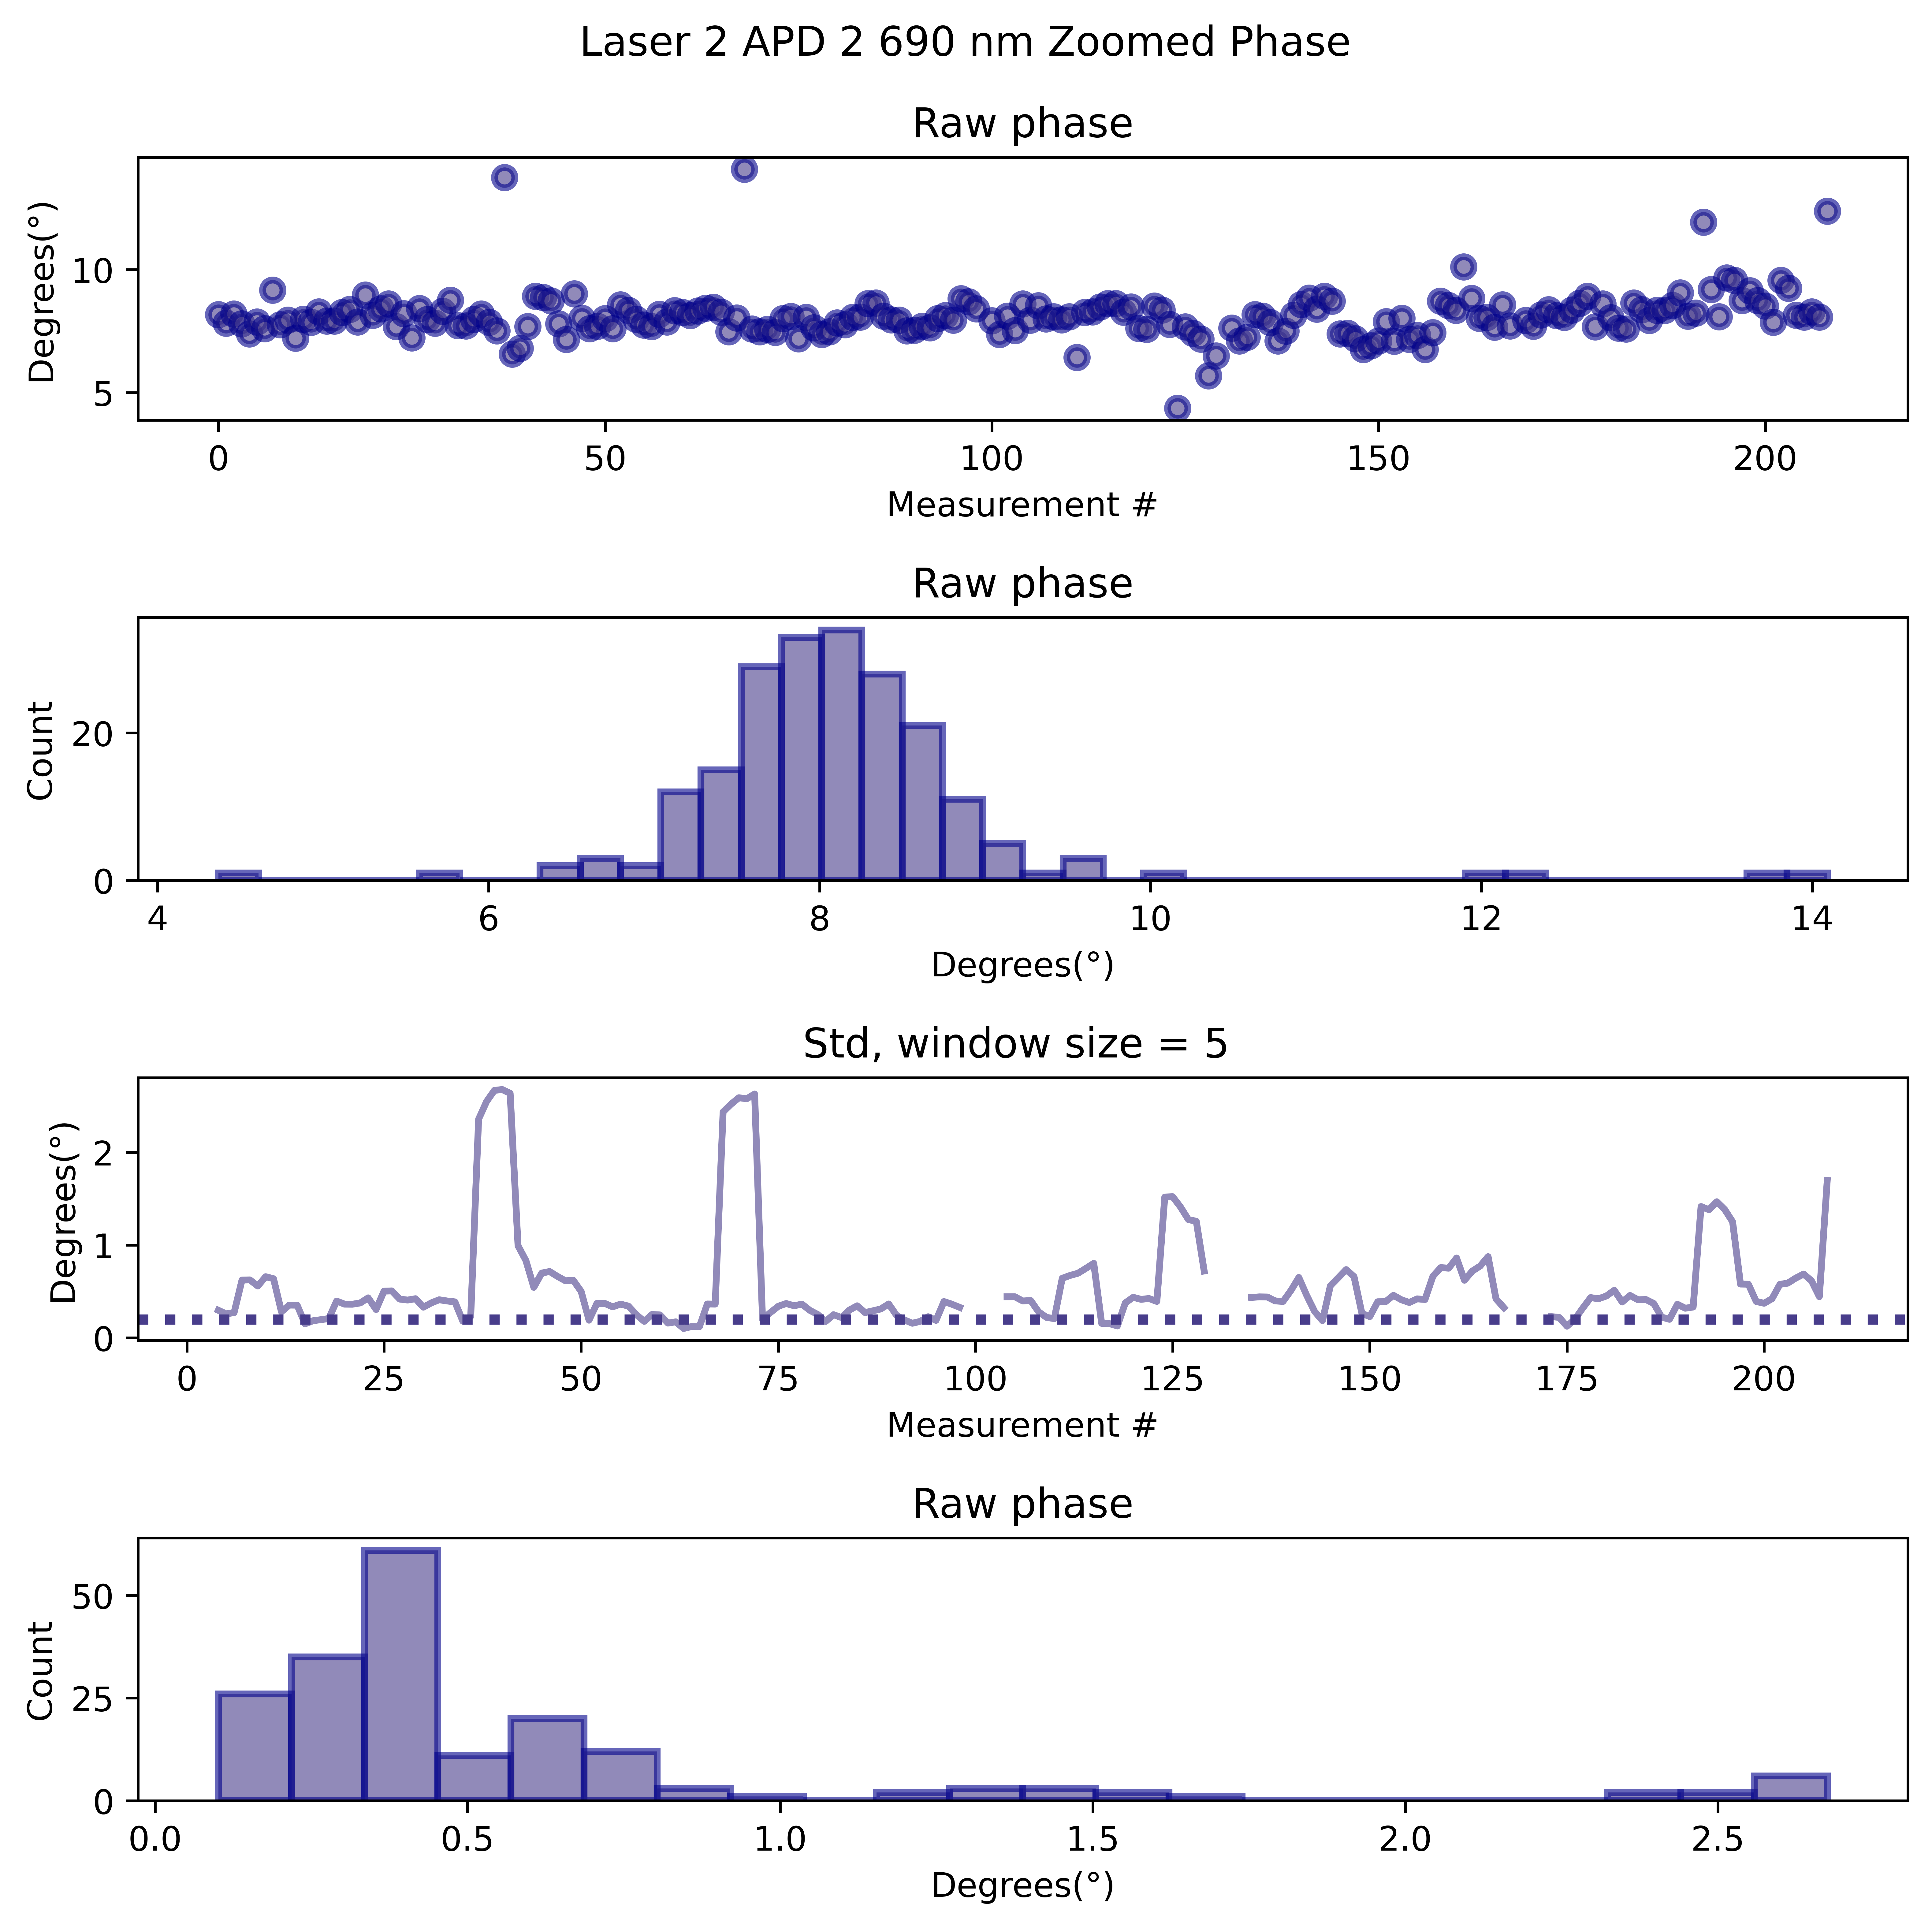 Laser 2 APD 2 690 nm Zoomed Phase
Raw phase
Degrees(°)
10
5
0 50 100 150 200
Measurement #
Raw phase
Count
20
0
4 6 8 10 12 14
Degrees(°)
Std, window size = 5
Degrees(°)
2
1
0
0 25 50 75 100 125 150 175 200
Measurement #
Raw phase
Count
50
25
0
0.0 0.5 1.0 1.5 2.0 2.5
Degrees(°)